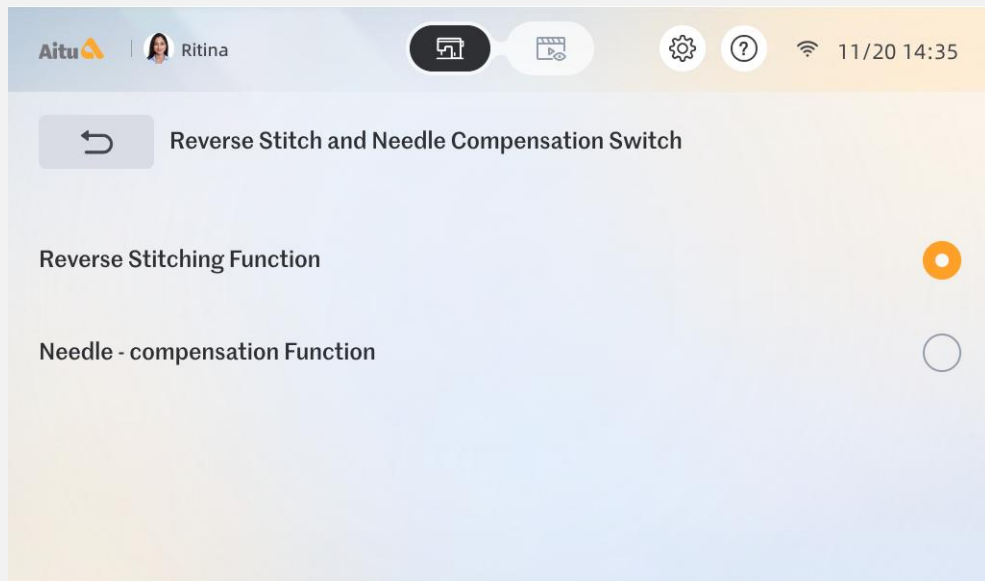 Aitu
Ritina
11/20 14:35
Reverse Stitch and Needle Compensation Switch
Reverse Stitching Function
Needle - compensation Function